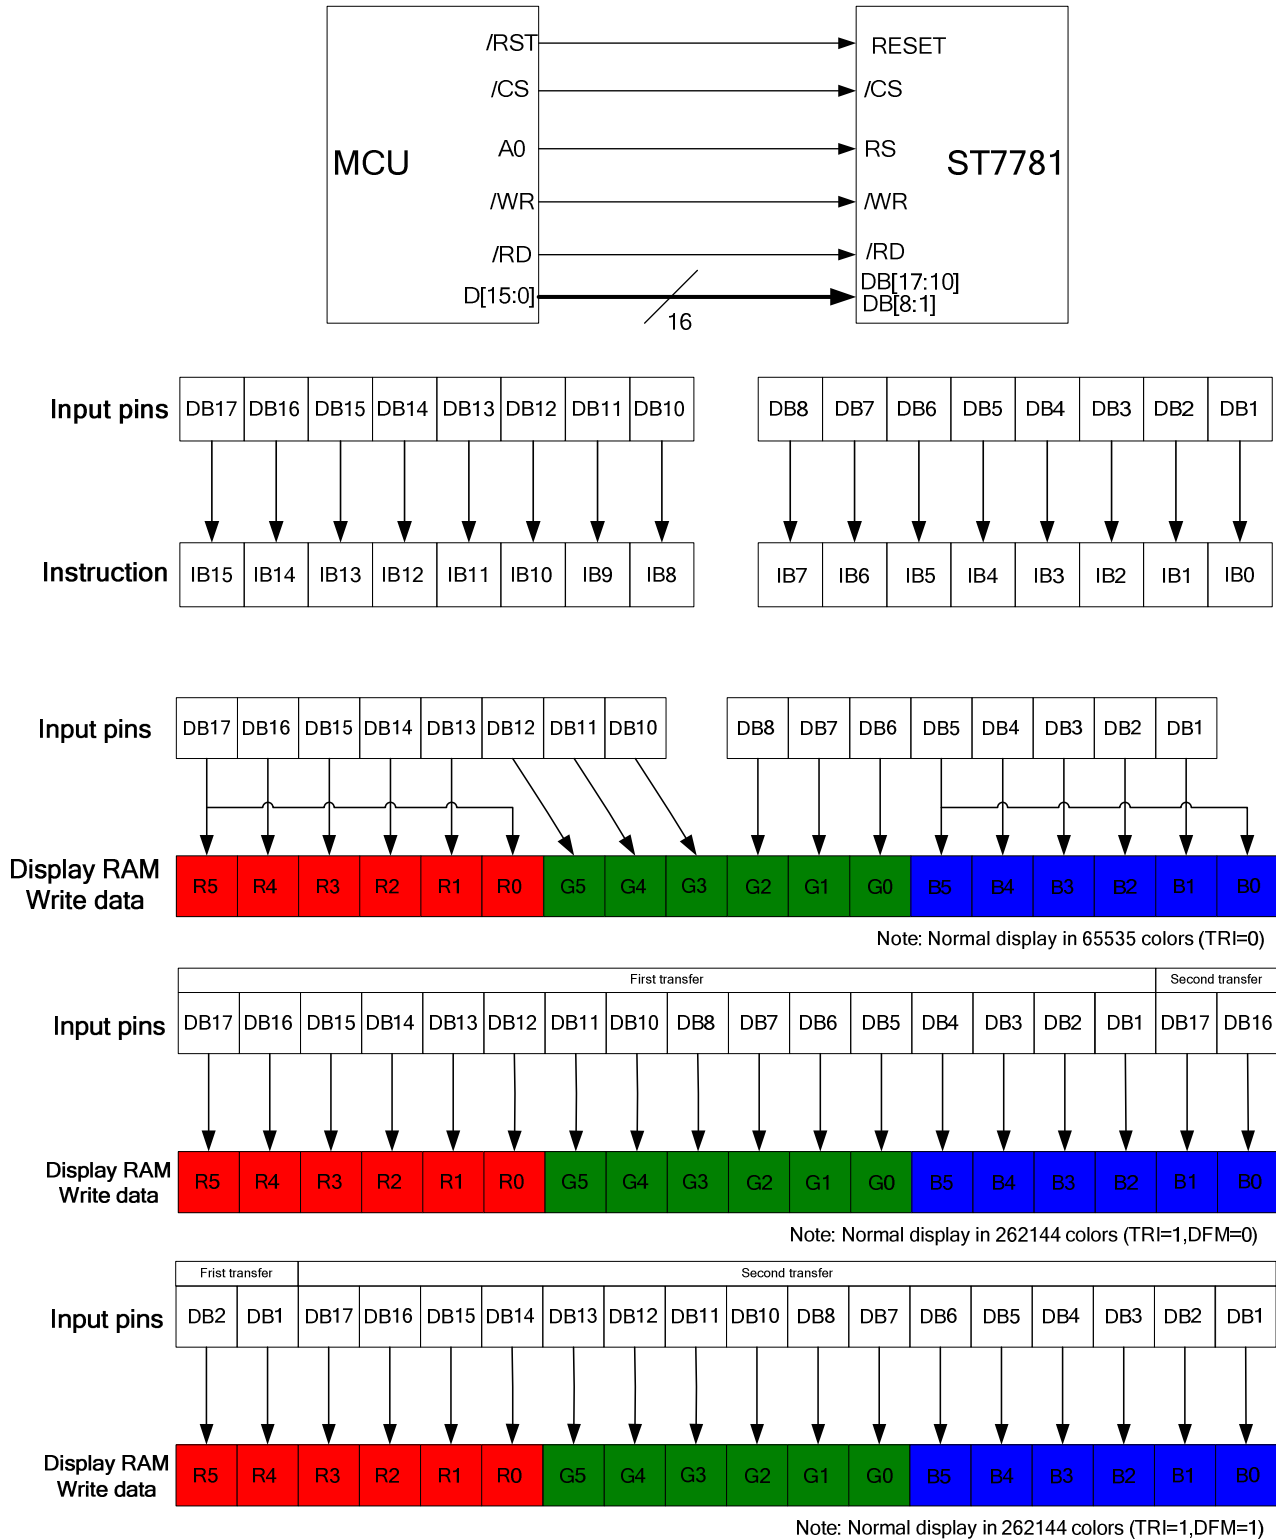 /RST RESET
/CS /CS
A0 RS
MCU ST7781
/WR /WR
/RD /RD
D[15:0] DB[17:10]
DB[8:1]
16
Input pins DB17 DB16 DB15 DB14 DB13 DB12 DB11 DB10 DB8 DB7 DB6 DB5 DB4 DB3 DB2 DB1
Instruction IB15 IB14 IB13 IB12 IB11 IB10 IB9 IB8 IB7 IB6 IB5 IB4 IB3 IB2 IB1 IB0
Input pins DB17 DB16 DB15 DB14 DB13 DB12 DB11 DB10 DB8 DB7 DB6 DB5 DB4 DB3 DB2 DB1
Display RAM
Write data
R5 R4 R3 R2 R1 R0 G5 G4 G3 G2 G1 G0 B5 B4 B3 B2 B1 B0
Note: Normal display in 65535 colors (TRI=0)
First transfer Second transfer
Input pins DB17 DB16 DB15 DB14 DB13 DB12 DB11 DB10 DB8 DB7 DB6 DB5 DB4 DB3 DB2 DB1 DB17 DB16
Display RAM
Write data
R5 R4 R3 R2 R1 R0 G5 G4 G3 G2 G1 G0 B5 B4 B3 B2 B1 B0
Note: Normal display in 262144 colors (TRI=1,DFM=0)
Frist transfer Second transfer
Input pins DB2 DB1 DB17 DB16 DB15 DB14 DB13 DB12 DB11 DB10 DB8 DB7 DB6 DB5 DB4 DB3 DB2 DB1
Display RAM
Write data
R5 R4 R3 R2 R1 R0 G5 G4 G3 G2 G1 G0 B5 B4 B3 B2 B1 B0
Note: Normal display in 262144 colors (TRI=1,DFM=1)